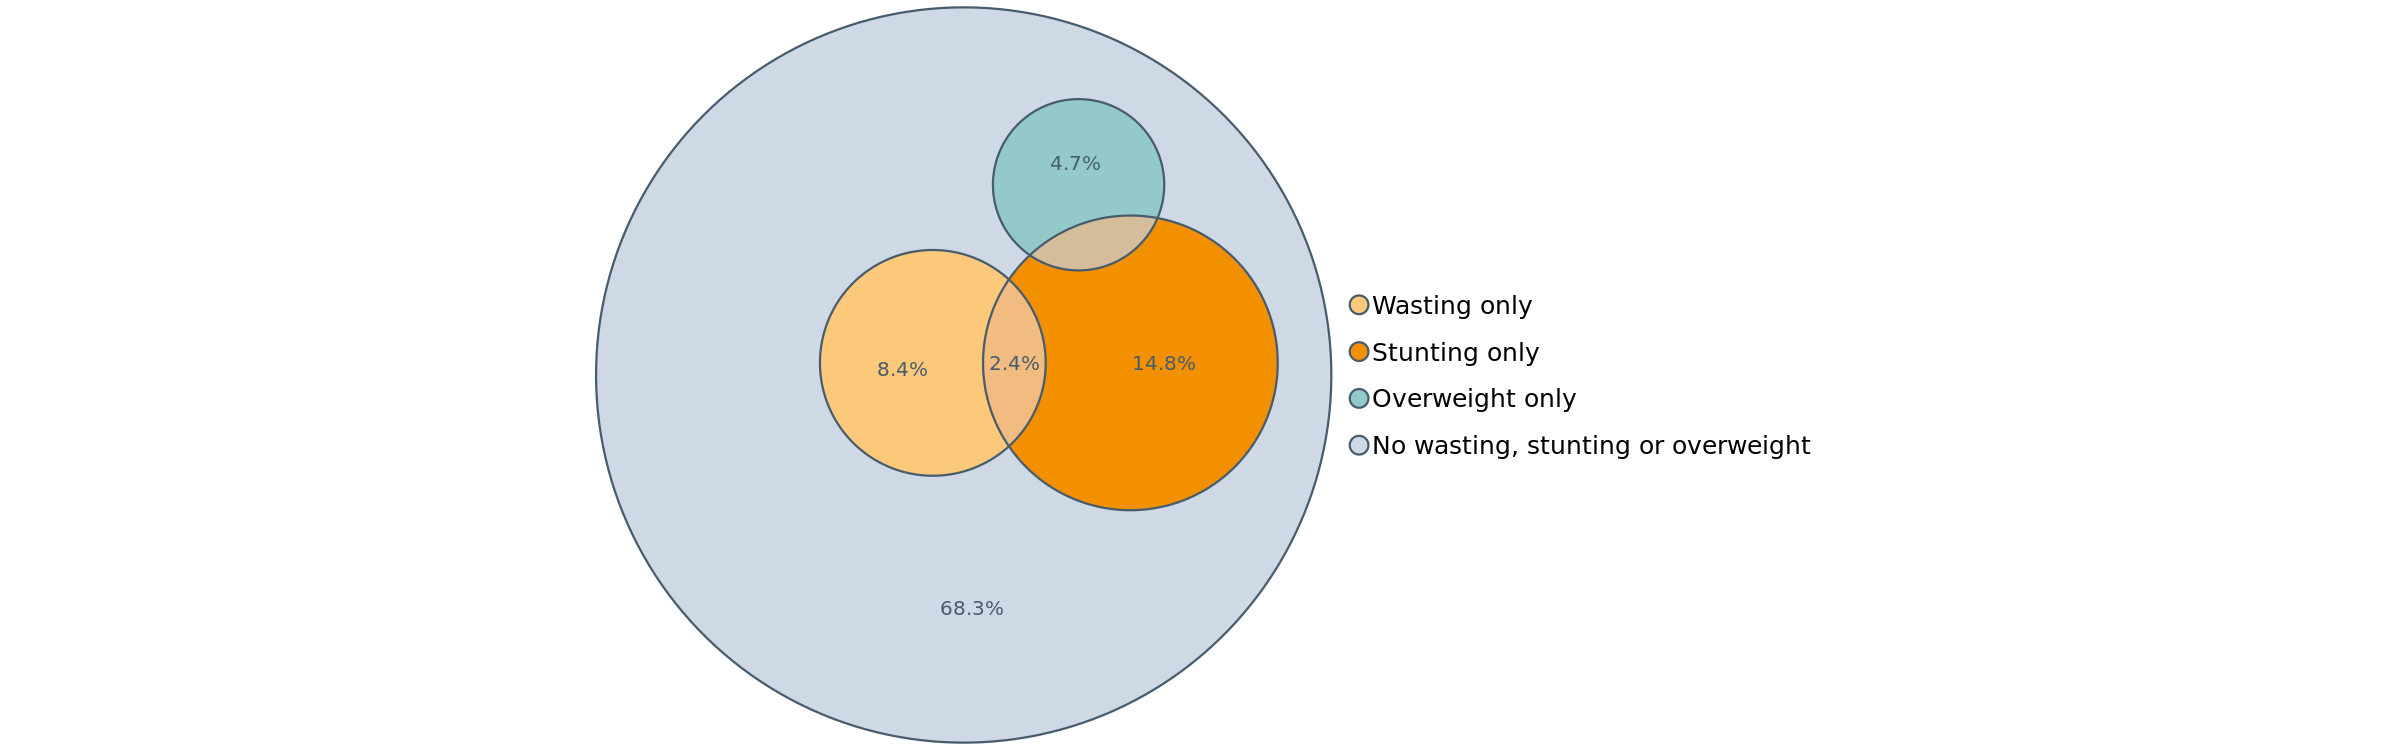 4.7%
8.4%
2.4%
14.8%
68.3%
Wasting only
Stunting only
Overweight only
No wasting, stunting or overweight